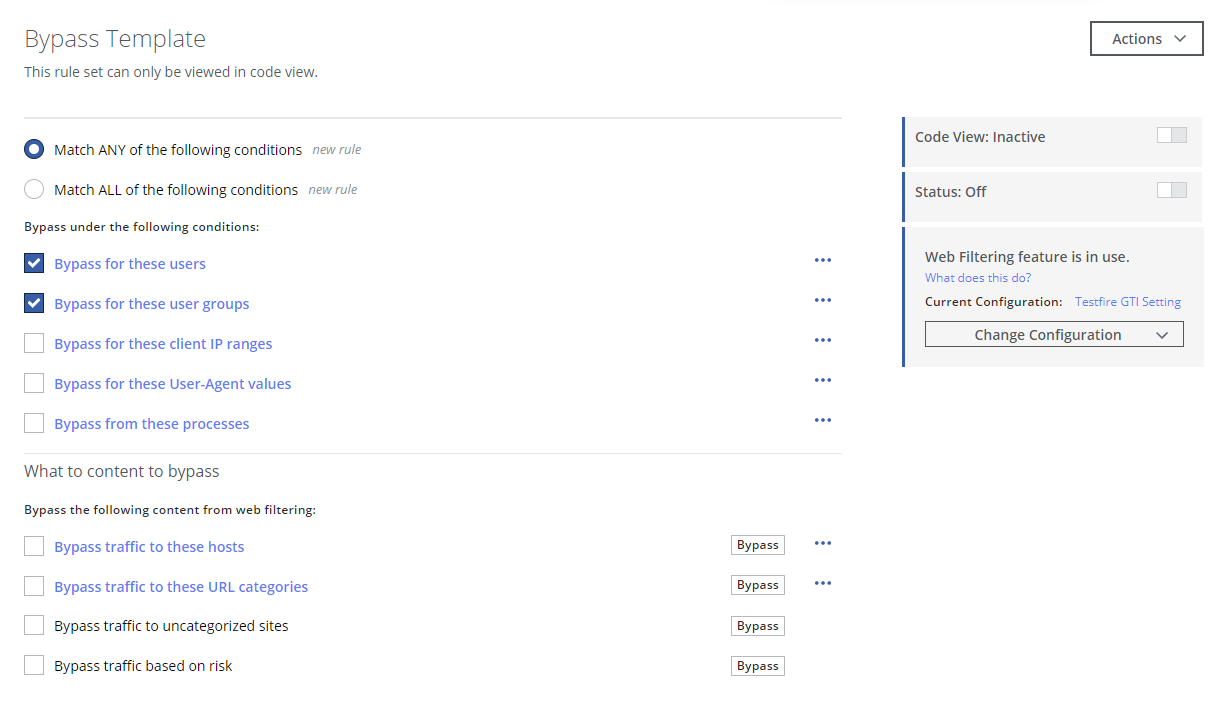 Bypass Template
Actions
This rule set can only be viewed in code view.
Match ANY of the following conditions new rule
Match ALL of the following conditions new rule
Bypass under the following conditions:
Bypass for these users
Bypass for these user groups
Bypass for these client IP ranges
Bypass for these User-Agent values
Bypass from these processes
What to content to bypass
Bypass the following content from web filtering:
Bypass traffic to these hosts Bypass
Bypass traffic to these URL categories Bypass
Bypass traffic to uncategorized sites Bypass
Bypass traffic based on risk Bypass
Code View: Inactive
Status: Off
Web Filtering feature is in use.
What does this do?
Current Configuration: Testfire GTI Setting
Change Configuration